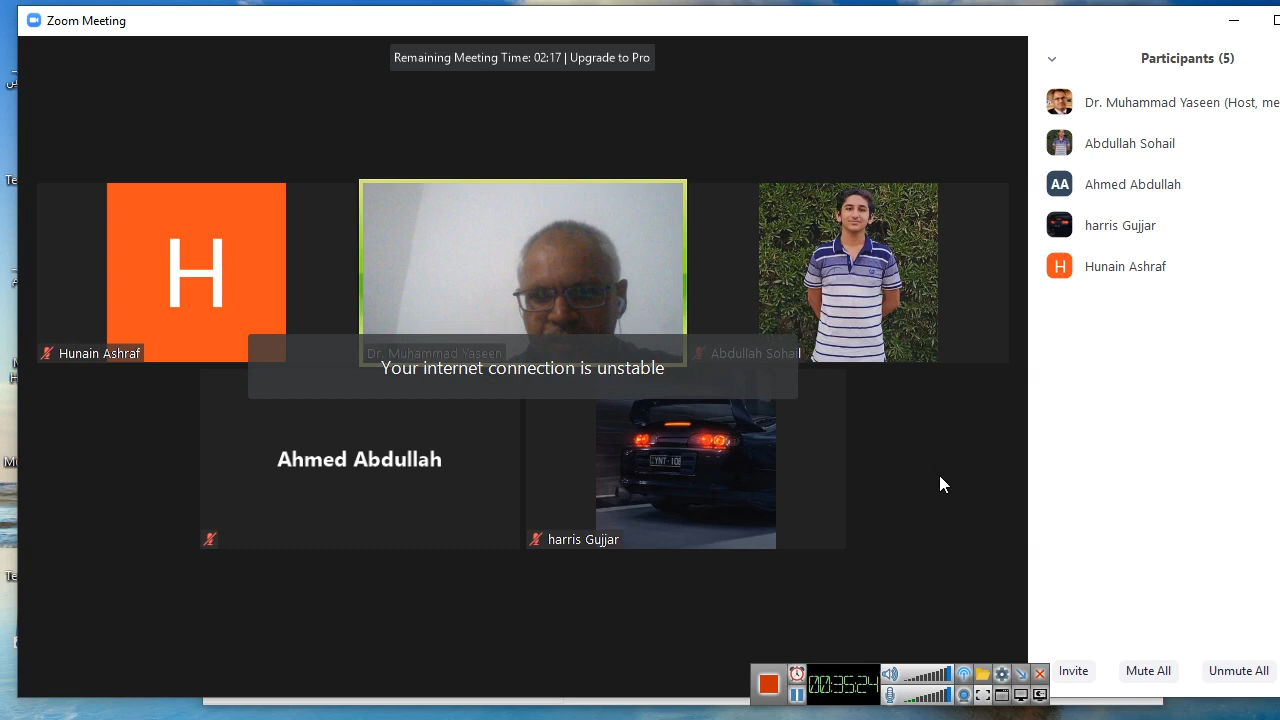 Zoom Meeting
Remaining Meeting Time: 02:17 | Upgrade to Pro
Participants (5)
Dr. Muhammad Yaseen (Host, me
Abdullah Sohail
AA
Ahmed Abdullah
harris Gujjar
H
Hunain Ashraf
H
Hunain Ashraf
Dr. Muhammad Yaseen
Abdullah Sohail
Your internet connection is unstable
Ahmed Abdullah
harris Gujjar
00:35:24
Invite
Mute All
Unmute All